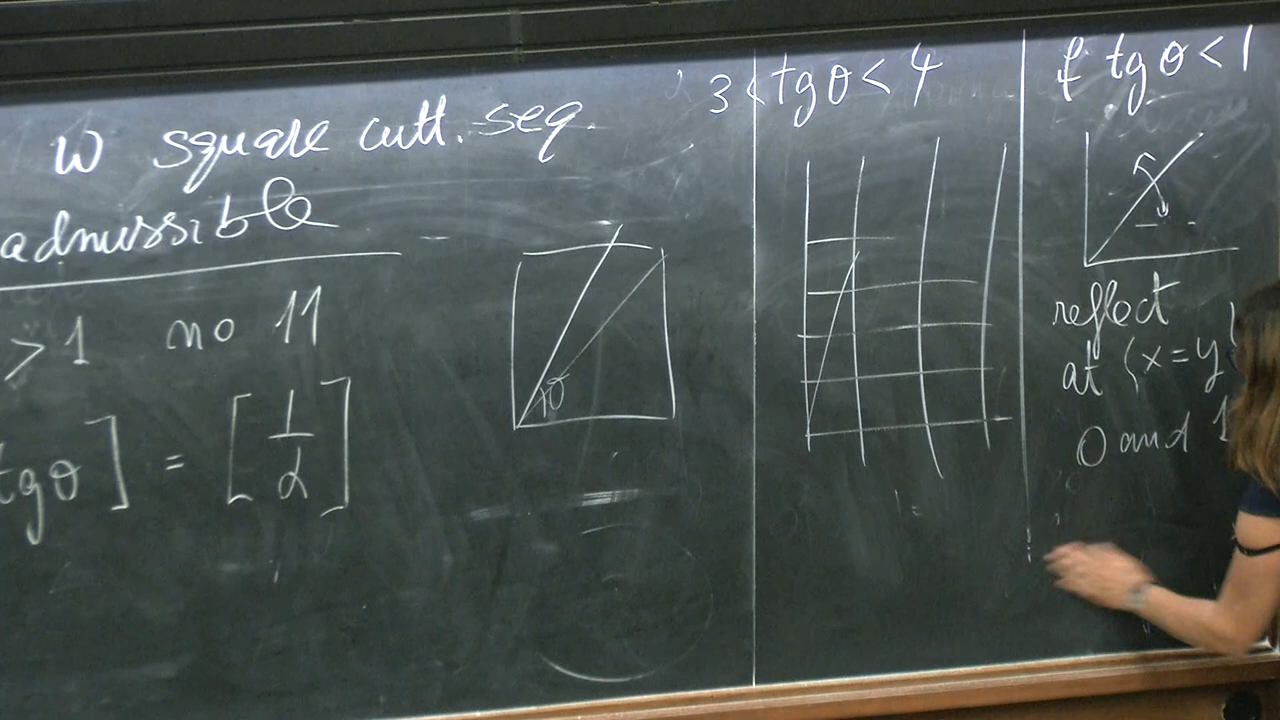 w square cutt. seq.
admissible
> 1 no 11
tg θ ] = [ 1/α ]
θ
3 < tg θ < 4
if tg θ < 1
reflect
at {x = y
0 and 1